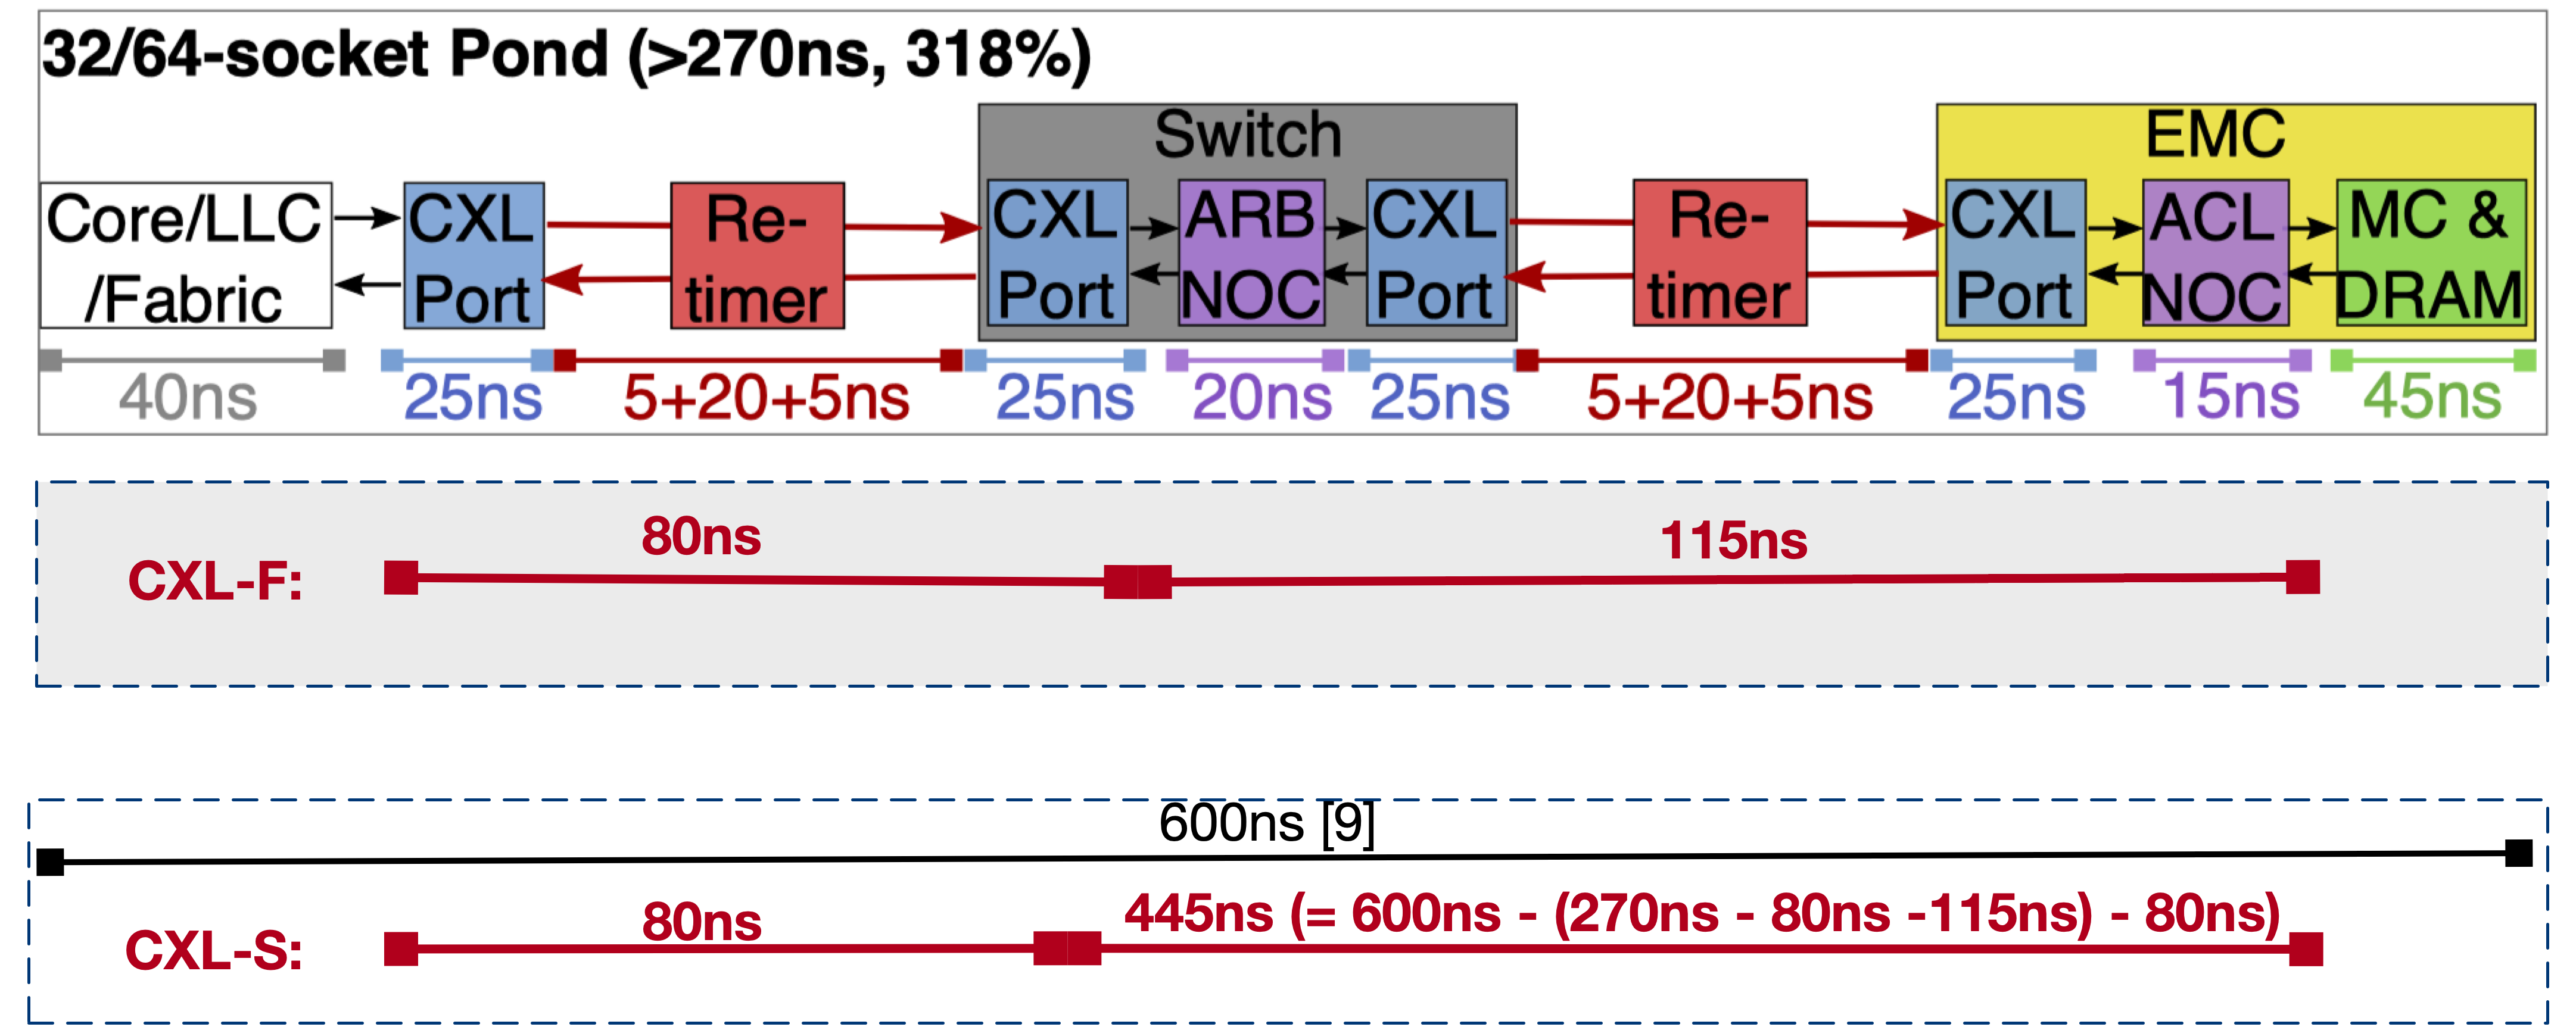 32/64-socket Pond (>270ns, 318%)
Switch
EMC
Core/LLC
/Fabric
CXL
Port
Re-
timer
CXL
Port
ARB
NOC
CXL
Port
Re-
timer
CXL
Port
ACL
NOC
MC &
DRAM
40ns
25ns
5+20+5ns
25ns
20ns
25ns
5+20+5ns
25ns
15ns
45ns
CXL-F:
80ns
115ns
600ns [9]
CXL-S:
80ns
445ns (= 600ns - (270ns - 80ns -115ns) - 80ns)